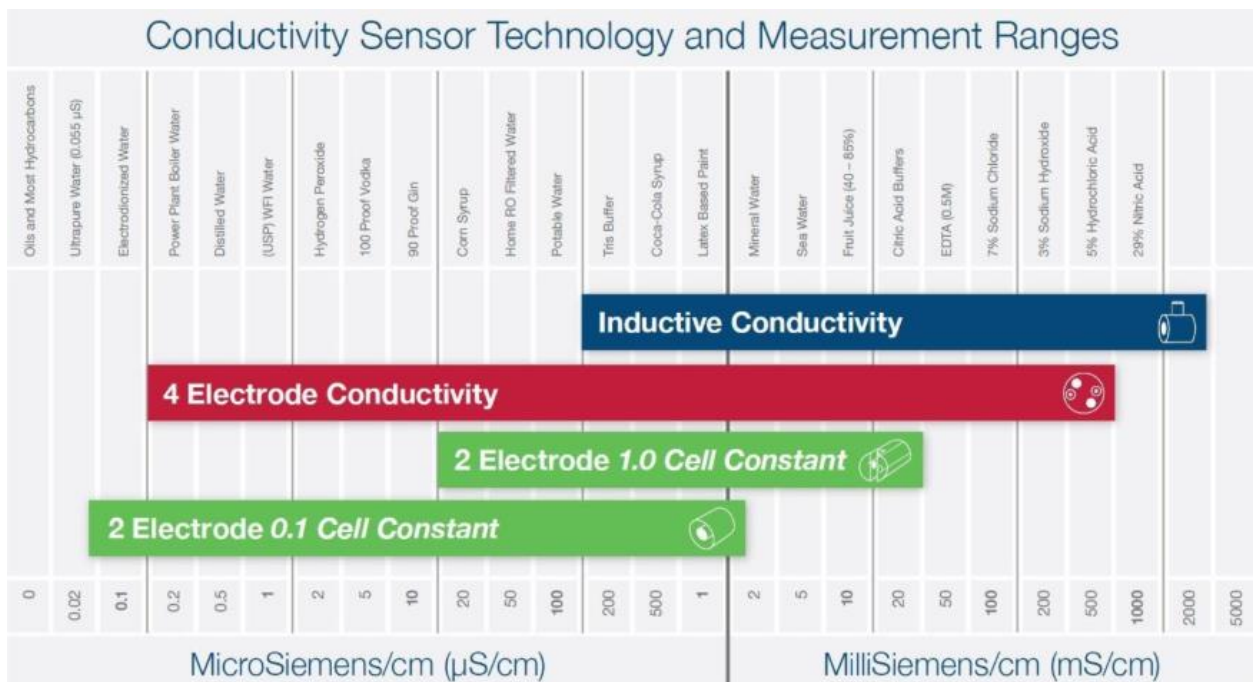 Conductivity Sensor Technology and Measurement Ranges
Oils and Most Hydrocarbons
Ultrapure Water (0.055 µS)
Electrodionized Water
Power Plant Boiler Water
Distilled Water
(USP) WFI Water
Hydrogen Peroxide
100 Proof Vodka
90 Proof Gin
Corn Syrup
Home RO Filtered Water
Potable Water
Tris Buffer
Coca-Cola Syrup
Latex Based Paint
Mineral Water
Sea Water
Fruit Juice (40 – 85%)
Citric Acid Buffers
EDTA (0.5M)
7% Sodium Chloride
3% Sodium Hydroxide
5% Hydrochloric Acid
29% Nitric Acid
Inductive Conductivity
4 Electrode Conductivity
2 Electrode 1.0 Cell Constant
2 Electrode 0.1 Cell Constant
0
0.02
0.1
0.2
0.5
1
2
5
10
20
50
100
200
500
1
2
5
10
20
50
100
200
500
1000
2000
5000
MicroSiemens/cm (µS/cm)
MilliSiemens/cm (mS/cm)